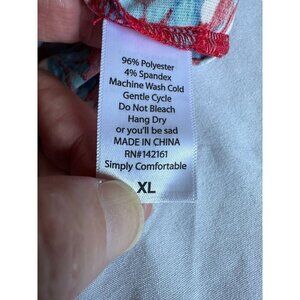 96% Polyester
4% Spandex
Machine Wash Cold
Gentle Cycle
Do Not Bleach
Hang Dry
or you'll be sad
MADE IN CHINA
RN#142161
Simply Comfortable
XL